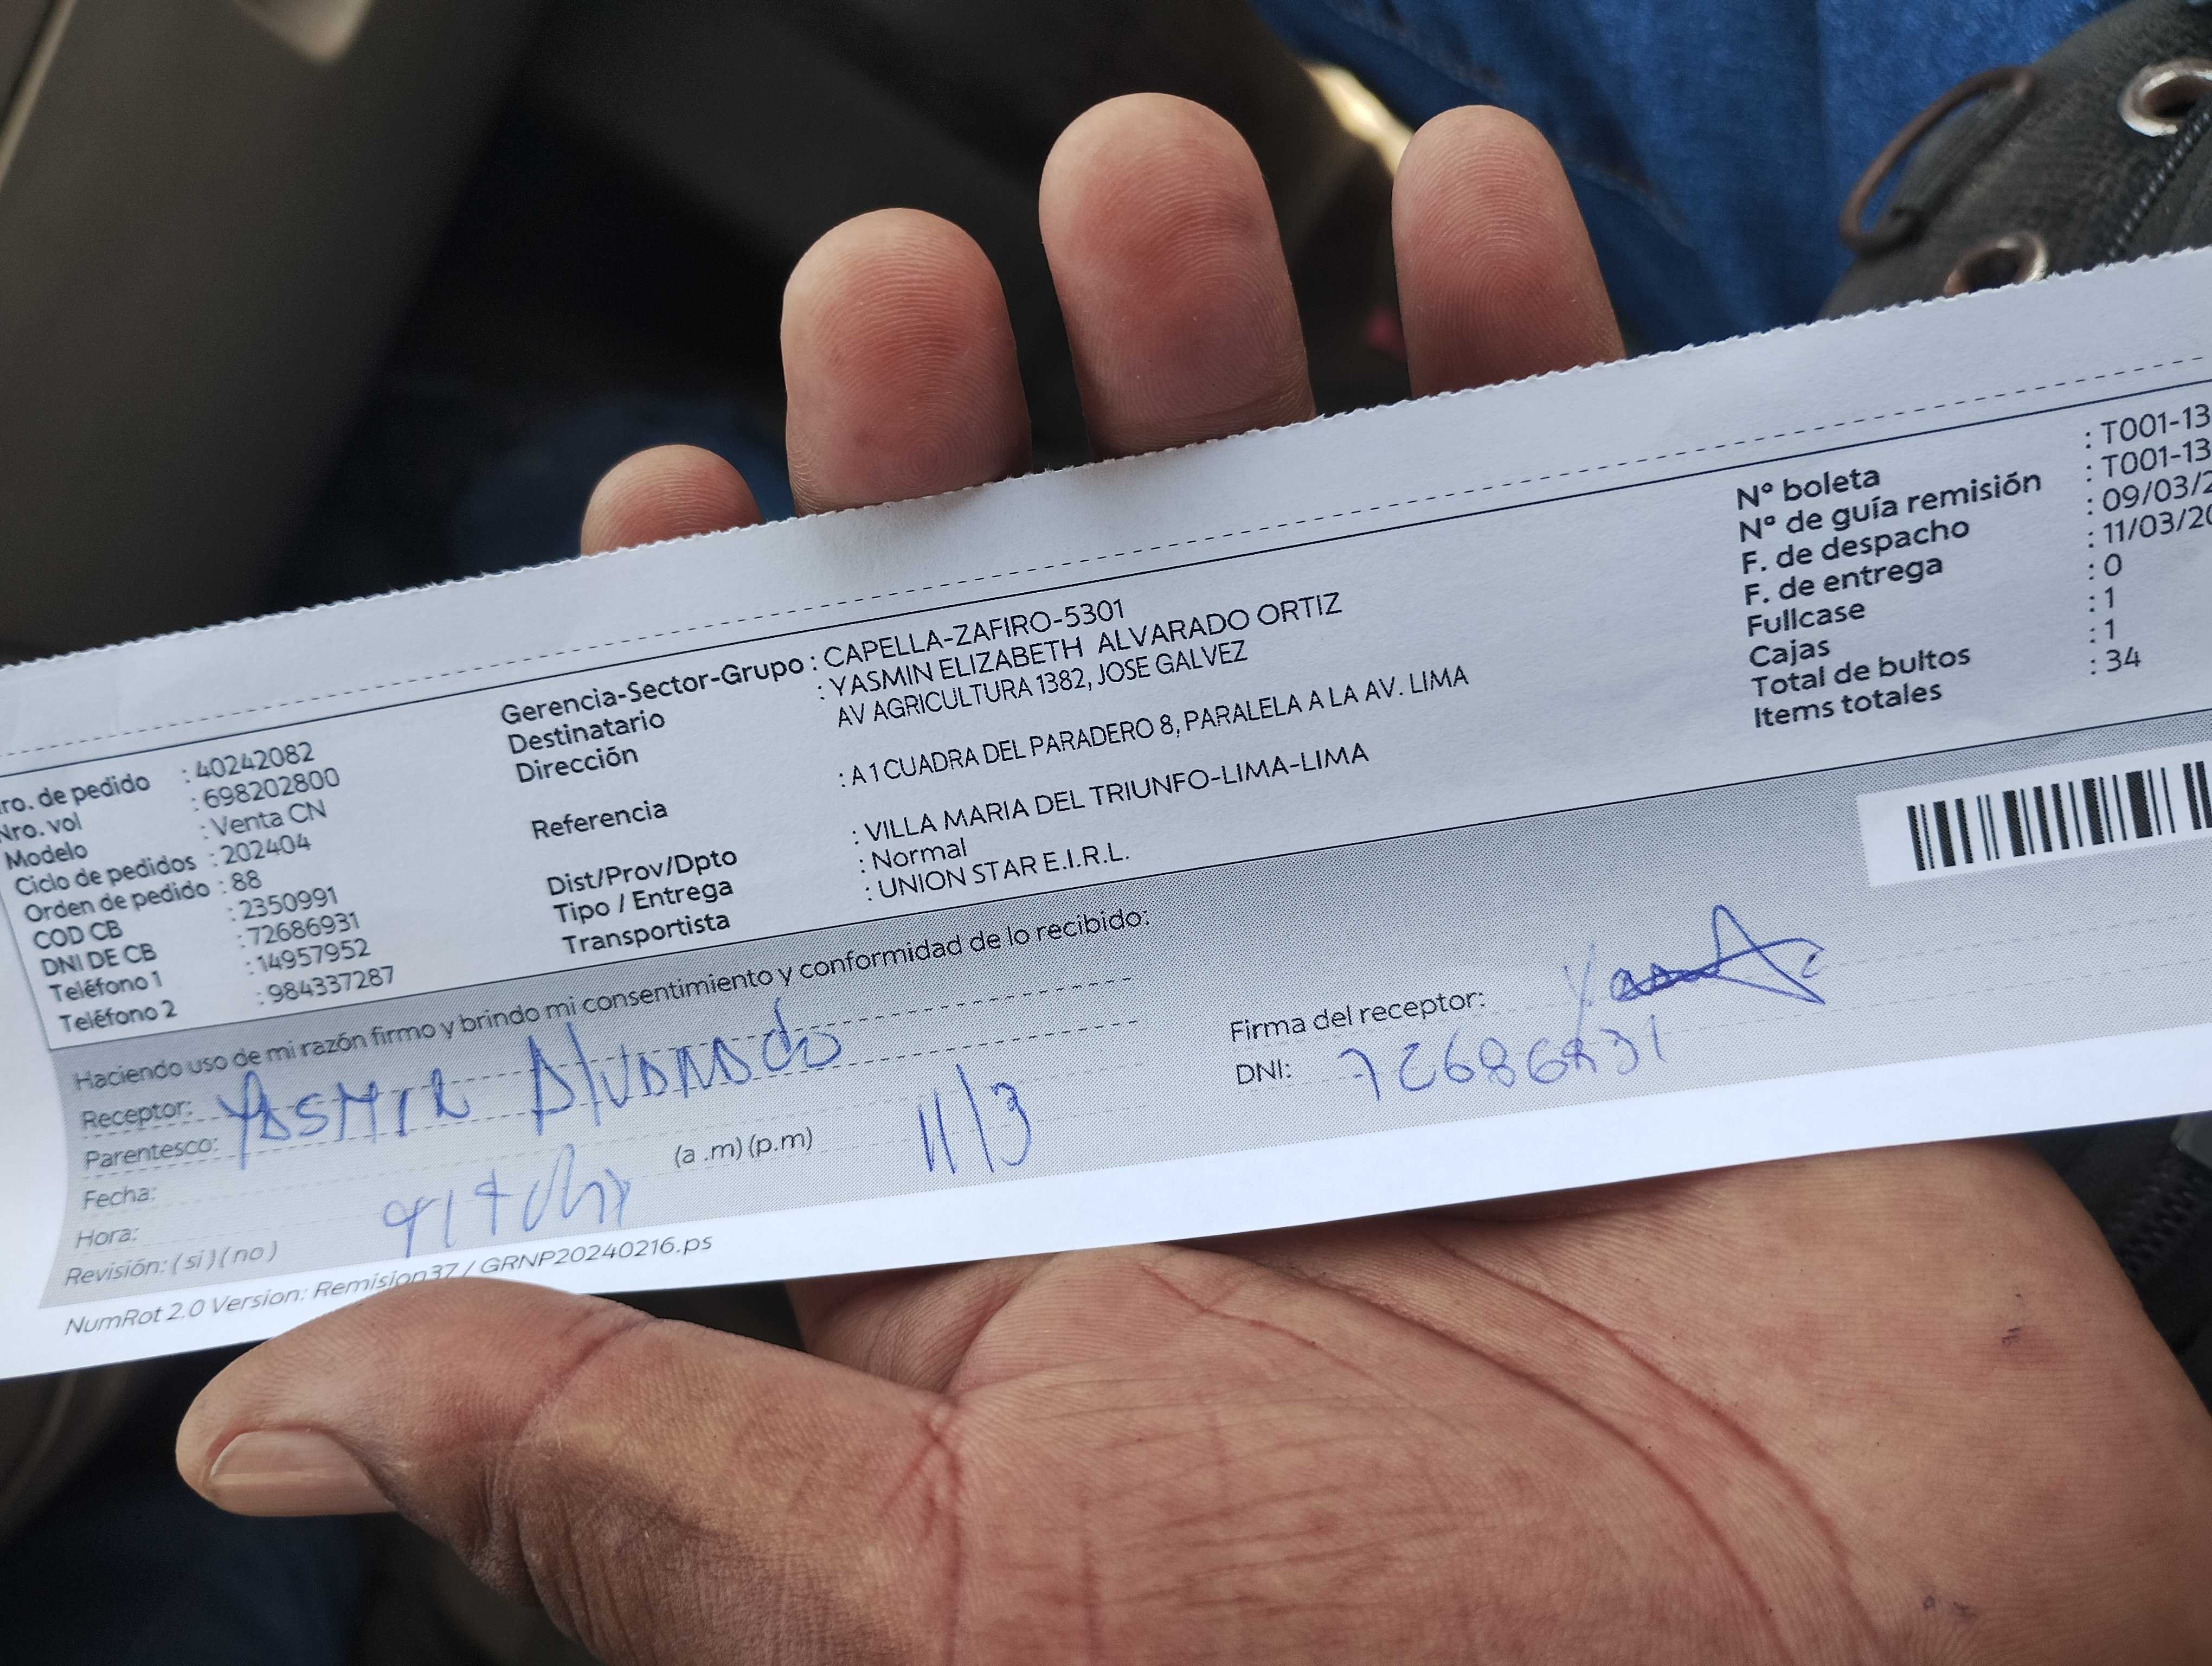 ro. de pedido : 40242082
Nro. vol : 698202800
Modelo : Venta CN
Ciclo de pedidos : 202404
Orden de pedido : 88
COD CB : 2350991
DNI DE CB : 72686931
Teléfono 1 : 14957952
Teléfono 2 : 984337287
Gerencia-Sector-Grupo : CAPELLA-ZAFIRO-5301
Destinatario : YASMIN ELIZABETH ALVARADO ORTIZ
Dirección AV AGRICULTURA 1382, JOSE GALVEZ
Referencia : A 1 CUADRA DEL PARADERO 8, PARALELA A LA AV. LIMA
Dist/Prov/Dpto : VILLA MARIA DEL TRIUNFO-LIMA-LIMA
Tipo / Entrega : Normal
Transportista : UNION STAR E.I.R.L.
N° boleta : T001-13
N° de guía remisión : T001-13
F. de despacho : 09/03/2
F. de entrega : 11/03/20
Fullcase : 0
Cajas : 1
Total de bultos : 1
Items totales : 34
Haciendo uso de mi razón firmo y brindo mi consentimiento y conformidad de lo recibido:
Receptor: YASMIN Alvarado
Parentesco:
Fecha: 11/3
Hora: (a .m) (p.m)
Revisión: ( si ) ( no )
Firma del receptor:
DNI: 72686931
NumRot 2.0 Version: Remision37 / GRNP20240216.ps